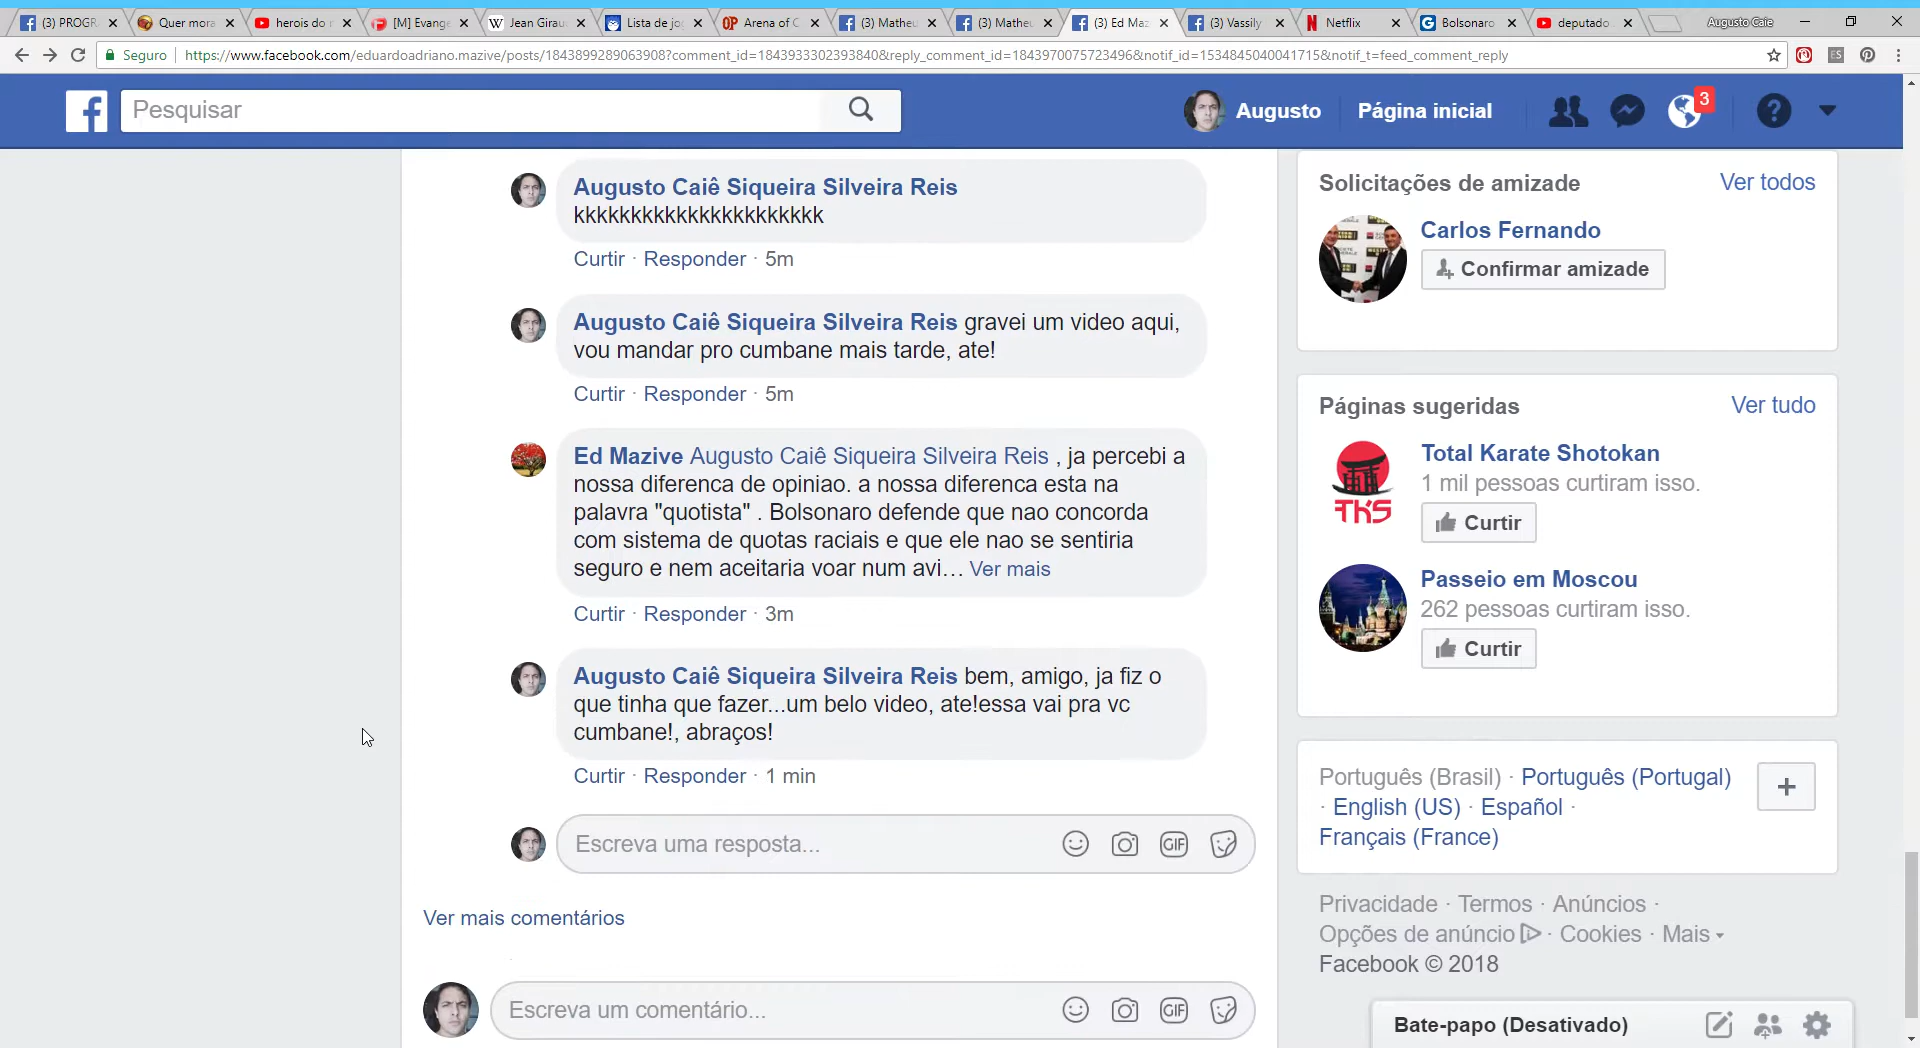 (3) PROGR
Quer mora
herois do
[M] Evange
Jean Girau
Lista de jo
Arena of C
(3) Matheu
(3) Matheu
(3) Ed Maz
(3) Vassily
Netflix
Bolsonaro
deputado
Augusto Caie
Seguro
https://www.facebook.com/eduardoadriano.mazive/posts/1843899289063908?comment_id=1843933302393840&reply_comment_id=1843970075723496&notif_id=1534845040041715&notif_t=feed_comment_reply
Pesquisar
Augusto
Página inicial
3
Augusto Caiê Siqueira Silveira Reis
kkkkkkkkkkkkkkkkkkkkkk
Curtir · Responder · 5m
Augusto Caiê Siqueira Silveira Reis gravei um video aqui,
vou mandar pro cumbane mais tarde, ate!
Curtir · Responder · 5m
Ed Mazive Augusto Caiê Siqueira Silveira Reis , ja percebi a
nossa diferenca de opiniao. a nossa diferenca esta na
palavra "quotista" . Bolsonaro defende que nao concorda
com sistema de quotas raciais e que ele nao se sentiria
seguro e nem aceitaria voar num avi... Ver mais
Curtir · Responder · 3m
Augusto Caiê Siqueira Silveira Reis bem, amigo, ja fiz o
que tinha que fazer...um belo video, ate!essa vai pra vc
cumbane!, abraços!
Curtir · Responder · 1 min
Escreva uma resposta...
GIF
Ver mais comentários
Escreva um comentário...
GIF
Solicitações de amizade
Ver todos
Carlos Fernando
Confirmar amizade
Páginas sugeridas
Ver tudo
TKS
Total Karate Shotokan
1 mil pessoas curtiram isso.
Curtir
Passeio em Moscou
262 pessoas curtiram isso.
Curtir
Português (Brasil) · Português (Portugal)
· English (US) · Español ·
Français (France)
Privacidade · Termos · Anúncios ·
Opções de anúncio · Cookies · Mais
Facebook © 2018
Bate-papo (Desativado)